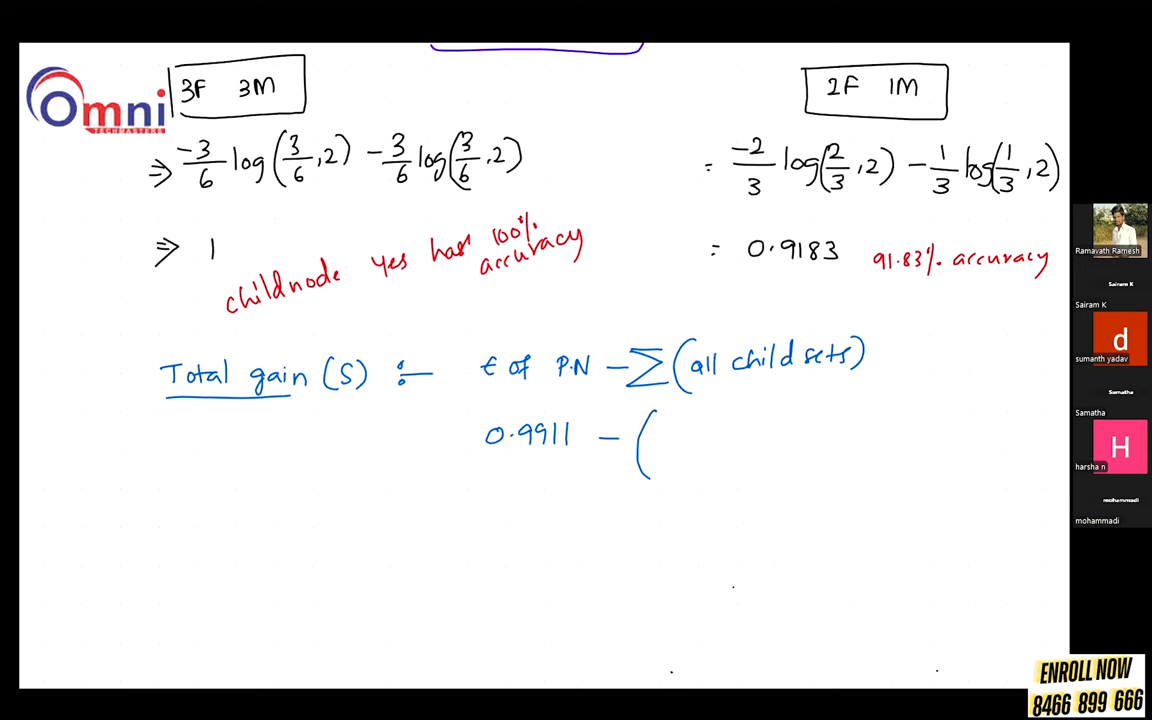 Omni
TECHMASTERS
3F 3M
2F 1M
⇒ -3/6 log(3/6, 2) - 3/6 log(3/6, 2)
= -2/3 log(2/3, 2) - 1/3 log(1/3, 2)
⇒ 1
childnode yes has 100% accuracy
= 0.9183
91.83% accuracy
Total gain (S) :- E of P.N - Σ(all child sets)
0.9911 - (
Ramavath Ramesh
Sairam K
Sairam K
d
sumanth yadav
Samatha
Samatha
H
harsha n
mohammadi
mohammadi
ENROLL NOW
8466 899 666